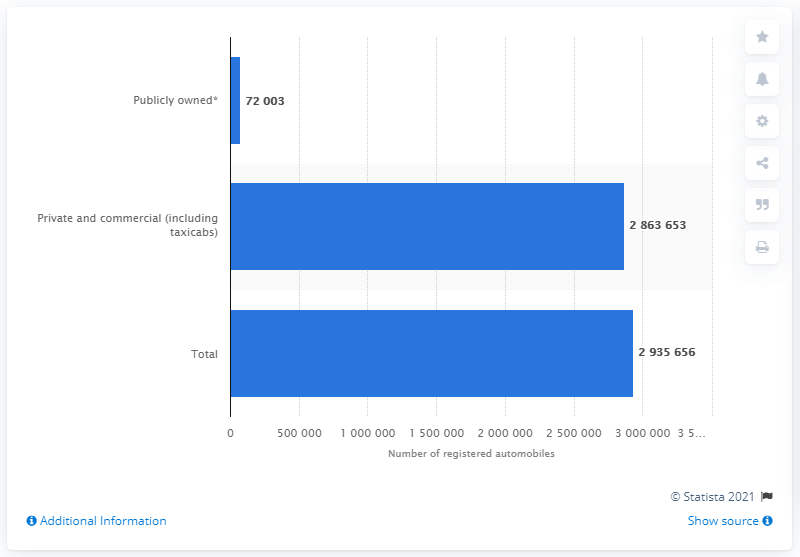 Publicly owned*
72 003
Private and commercial (including
taxicabs)
2 863 653
Total
2 935 656
0 500 000 1 000 000 1 500 000 2 000 000 2 500 000 3 000 000 3 5...
Number of registered automobiles
© Statista 2021
Additional Information
Show source